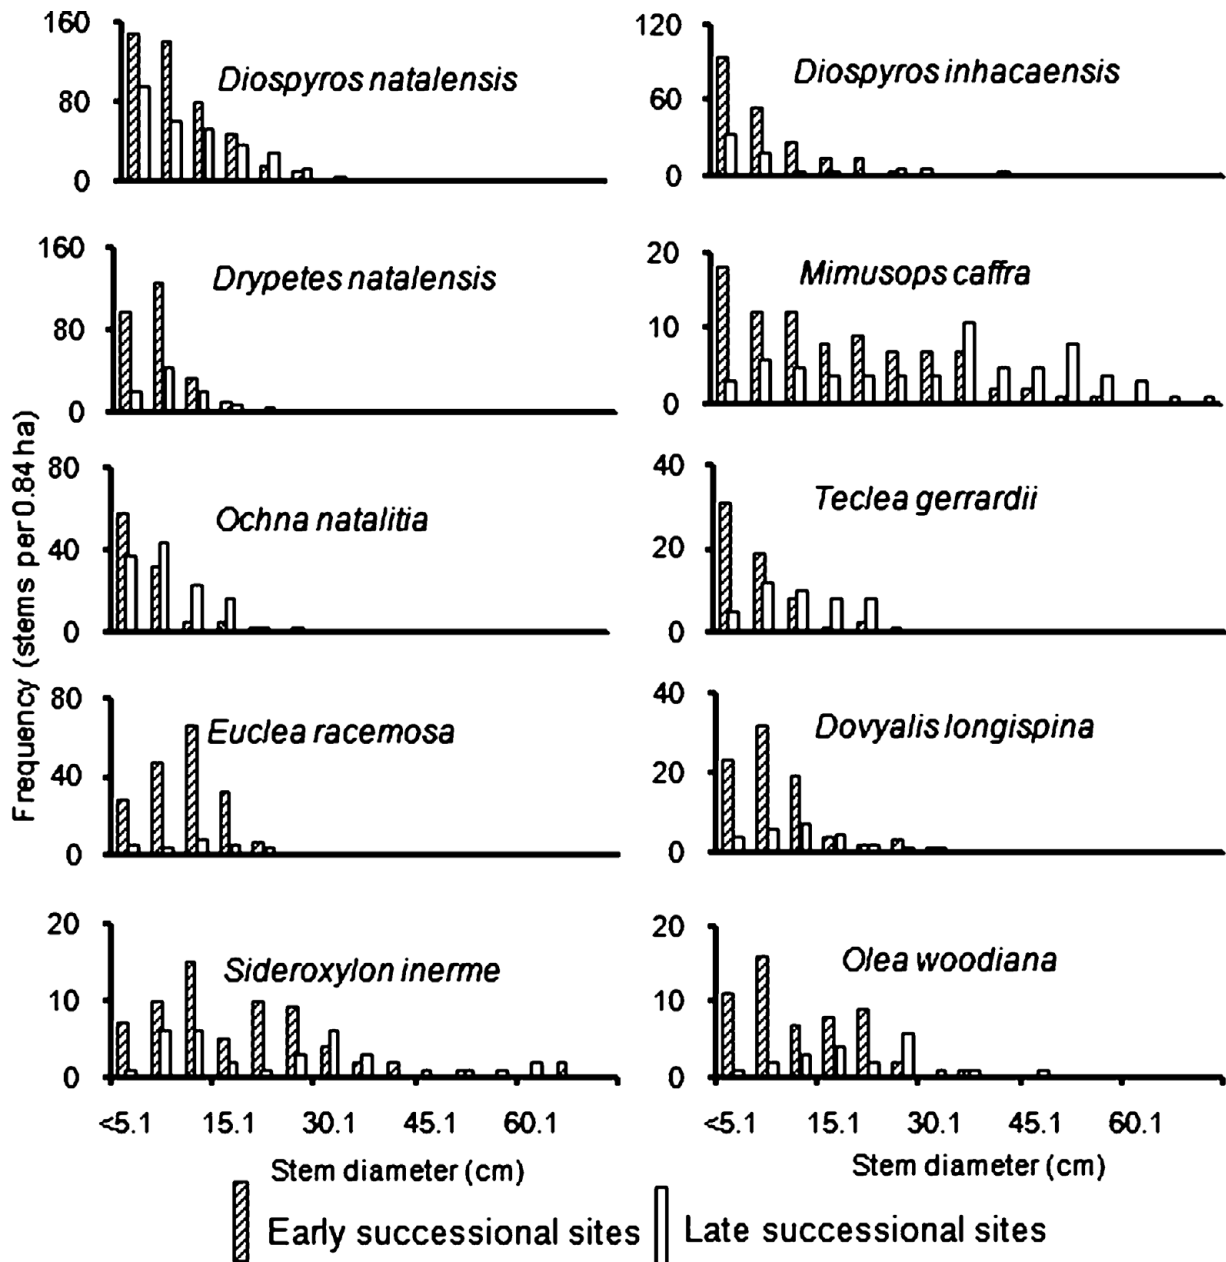 Frequency (stems per 0.84 ha)
160
80
0
Diospyros natalensis
120
60
0
Diospyros inhacaensis
160
80
0
Drypetes natalensis
20
10
0
Mimusops caffra
80
40
0
Ochna natalitia
40
20
0
Teclea gerrardii
80
40
0
Euclea racemosa
40
20
0
Dovyalis longispina
20
10
0
Sideroxylon inerme
<5.1 15.1 30.1 45.1 60.1
Stem diameter (cm)
20
10
0
Olea woodiana
<5.1 15.1 30.1 45.1 60.1
Stem diameter (cm)
Early successional sites
Late successional sites